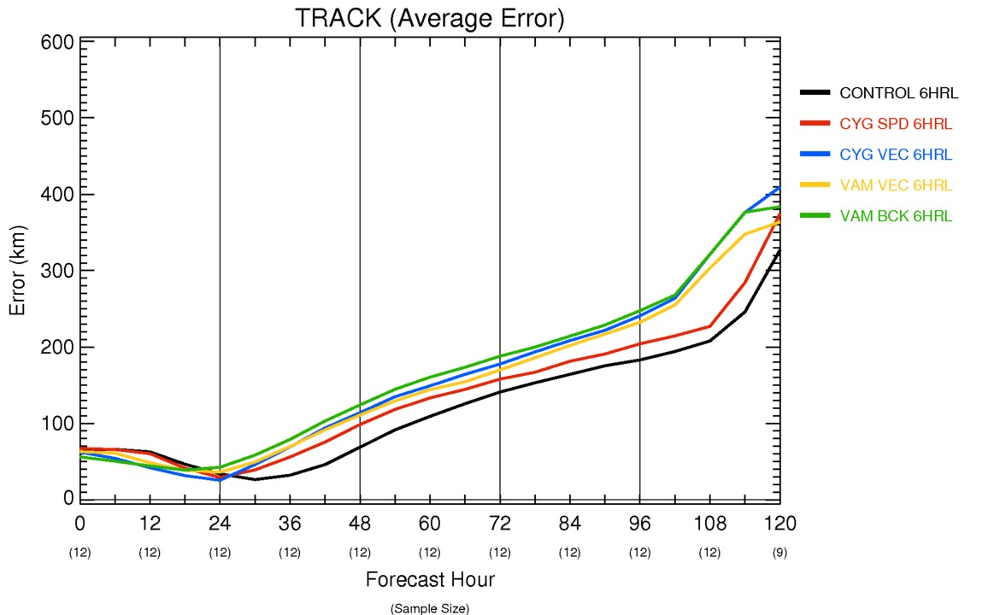 TRACK (Average Error)
600
500
400
300
200
100
0
Error (km)
0 12 24 36 48 60 72 84 96 108 120
(12) (12) (12) (12) (12) (12) (12) (12) (12) (12) (9)
Forecast Hour
(Sample Size)
CONTROL 6HRL
CYG SPD 6HRL
CYG VEC 6HRL
VAM VEC 6HRL
VAM BCK 6HRL